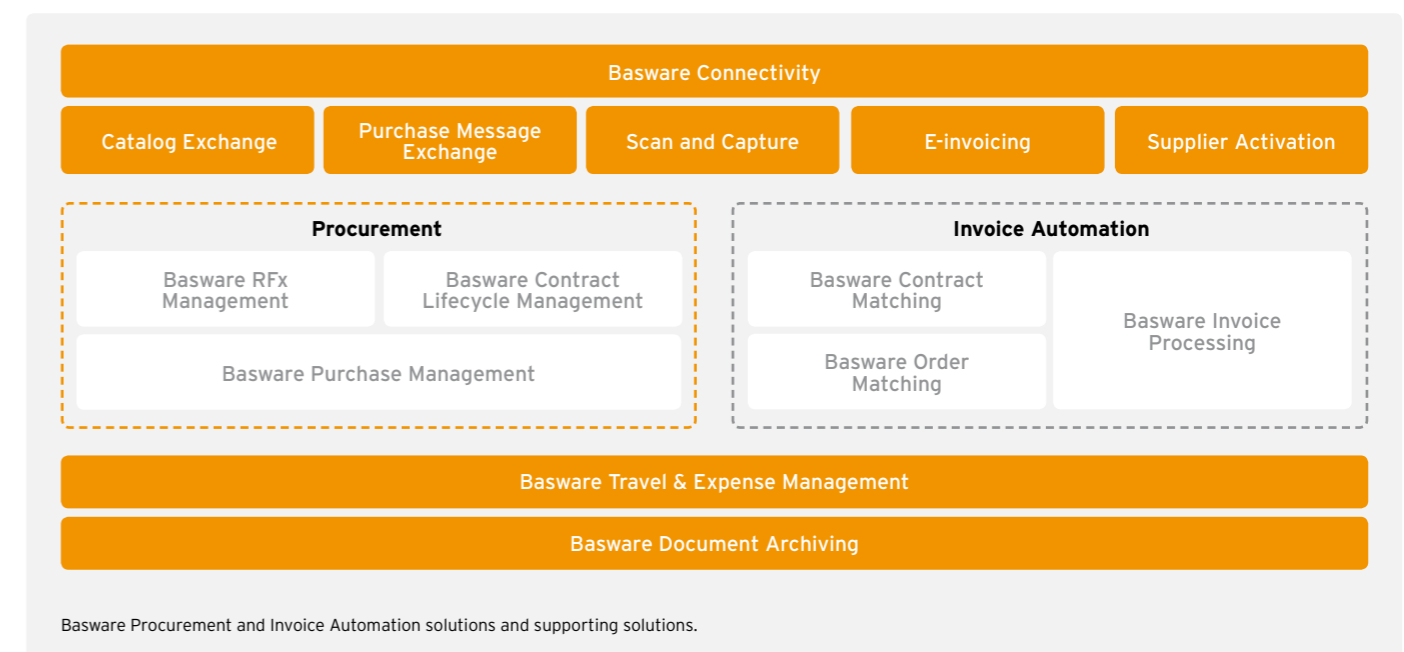 Basware Connectivity
Catalog Exchange
Purchase Message
Exchange
Scan and Capture
E-invoicing
Supplier Activation
Procurement
Basware RFx
Management
Basware Contract
Lifecycle Management
Basware Purchase Management
Invoice Automation
Basware Contract
Matching
Basware Order
Matching
Basware Invoice
Processing
Basware Travel & Expense Management
Basware Document Archiving
Basware Procurement and Invoice Automation solutions and supporting solutions.